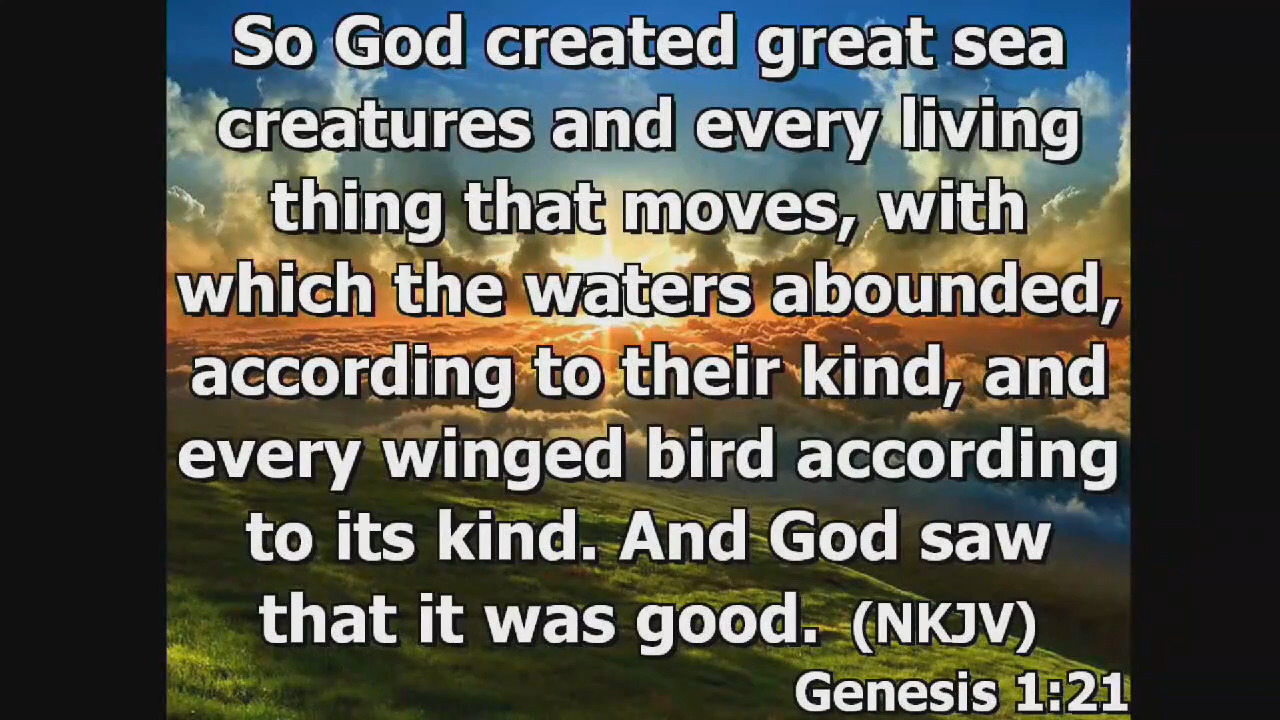 So God created great sea
creatures and every living
thing that moves, with
which the waters abounded,
according to their kind, and
every winged bird according
to its kind. And God saw
that it was good. (NKJV)
Genesis 1:21